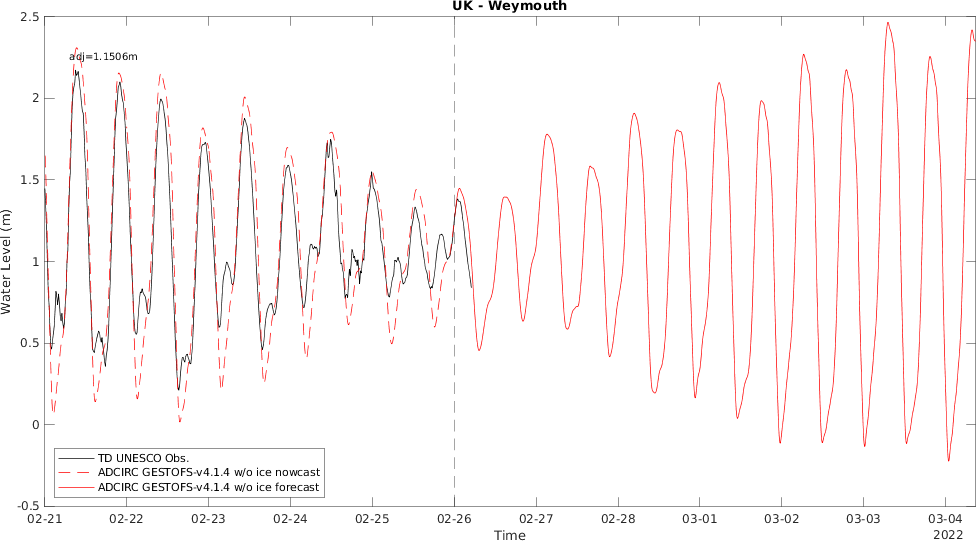 UK - Weymouth
adj=1.1506m
Water Level (m)
2.5
2
1.5
1
0.5
0
-0.5
TD UNESCO Obs.
ADCIRC GESTOFS-v4.1.4 w/o ice nowcast
ADCIRC GESTOFS-v4.1.4 w/o ice forecast
02-21 02-22 02-23 02-24 02-25 02-26 02-27 02-28 03-01 03-02 03-03 03-04
Time
2022